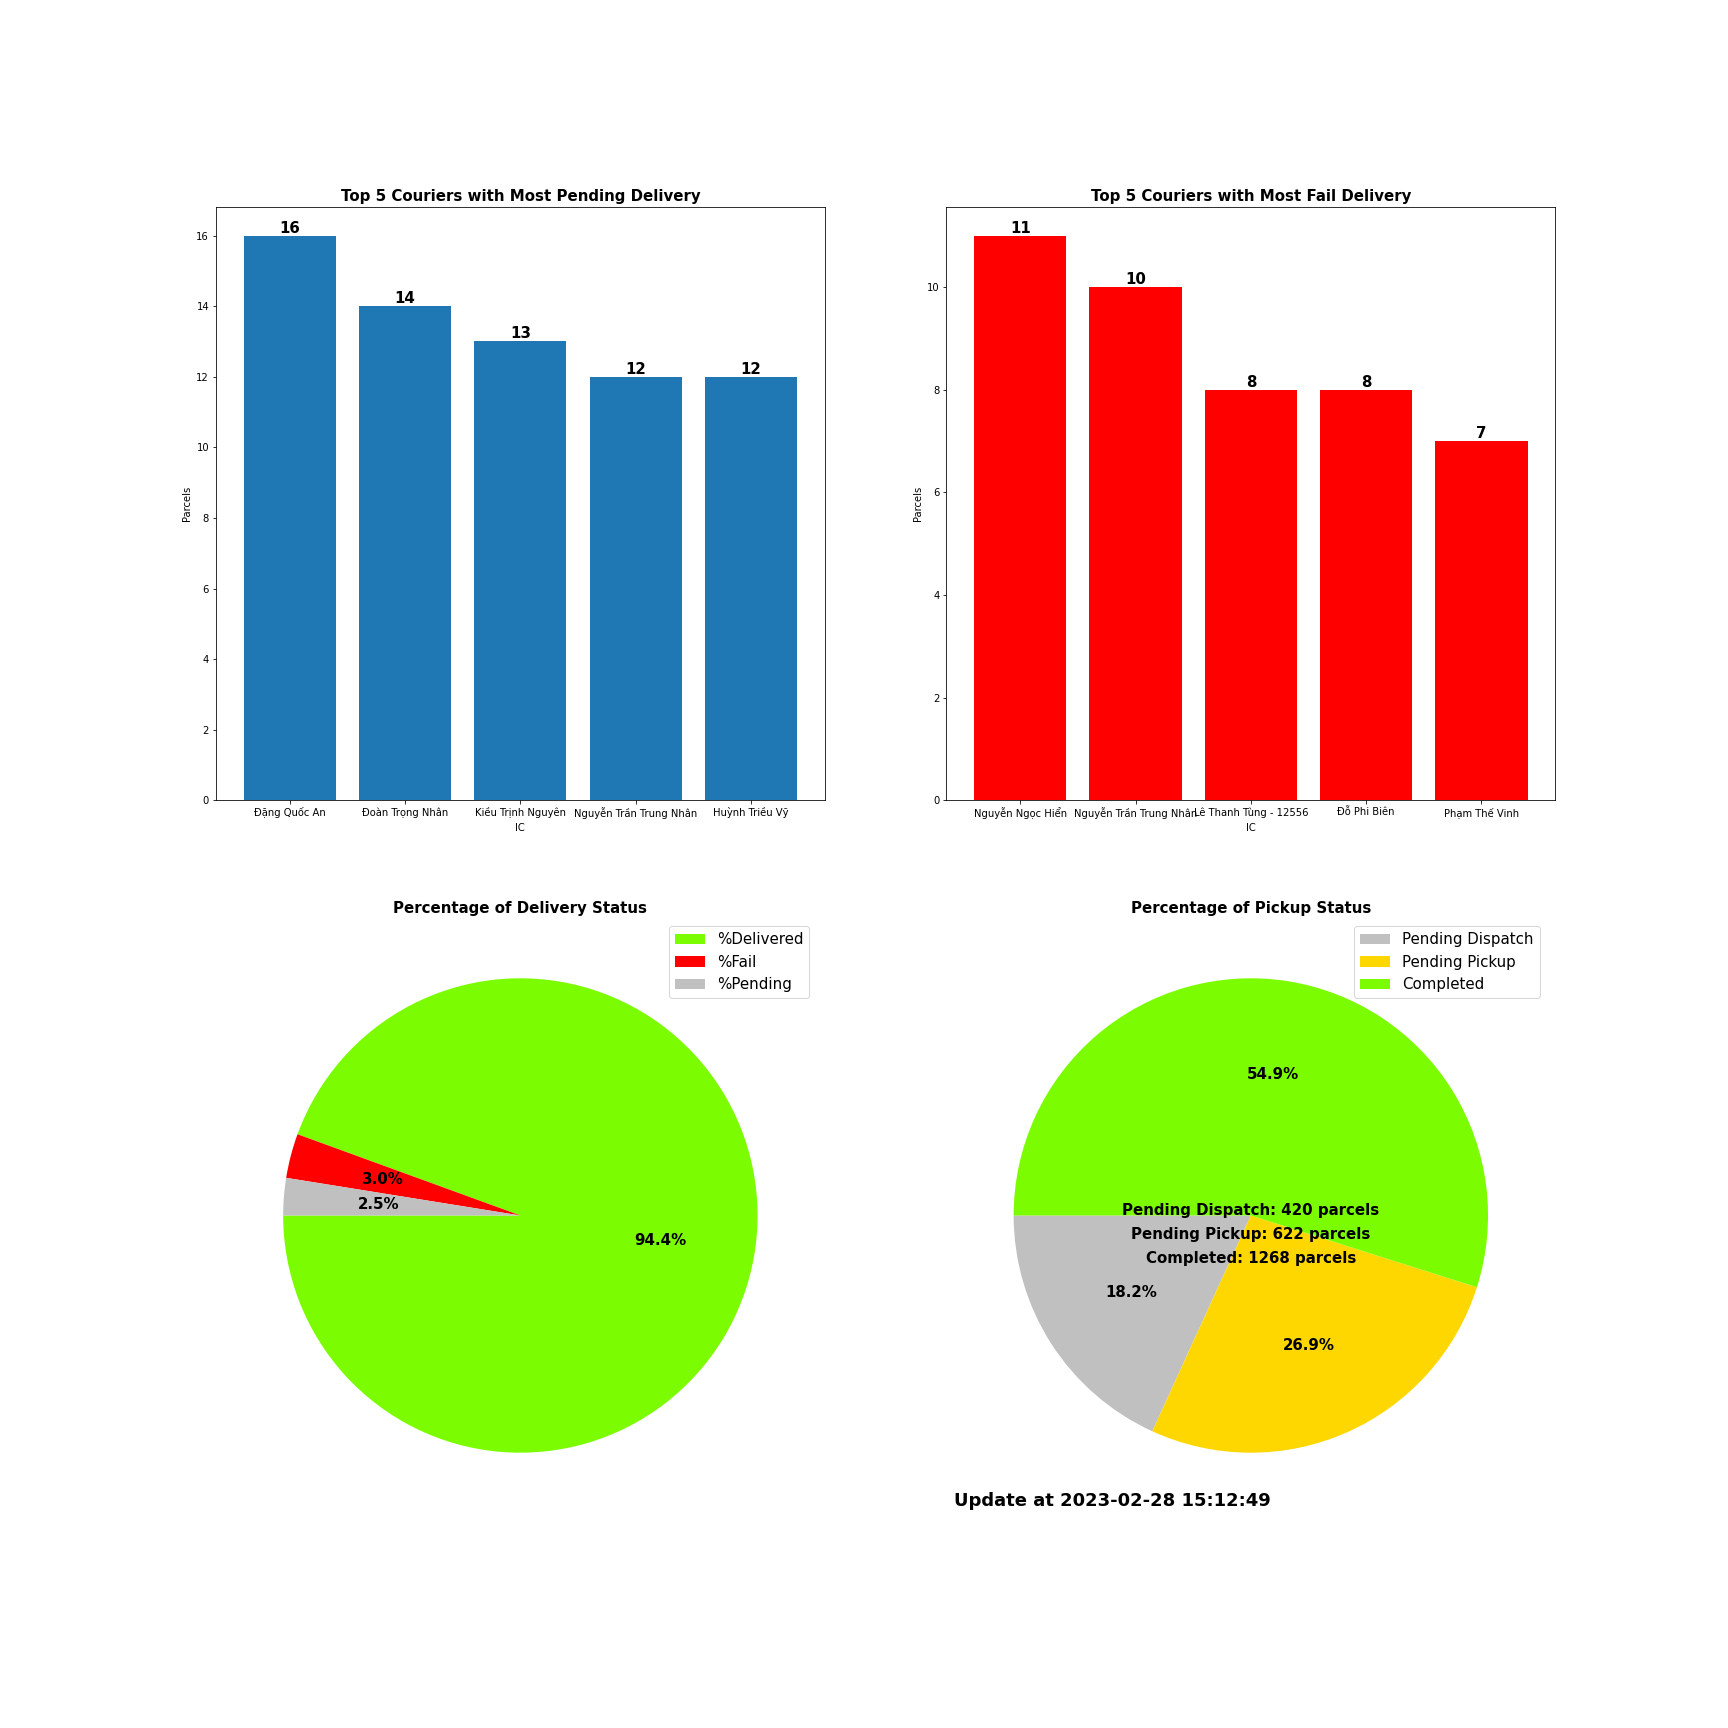 Top 5 Couriers with Most Pending Delivery
16
14
13
12
12
16
14
12
10
8
6
4
2
0
Parcels
Đặng Quốc An
Đoàn Trọng Nhân
Kiều Trịnh Nguyên
Nguyễn Trần Trung Nhân
Huỳnh Triều Vỹ
IC
Top 5 Couriers with Most Fail Delivery
11
10
8
8
7
10
8
6
4
2
0
Parcels
Nguyễn Ngọc Hiển
Nguyễn Trần Trung Nhân
Lê Thanh Tùng - 12556
Đỗ Phi Biên
Phạm Thế Vinh
IC
Percentage of Delivery Status
%Delivered
%Fail
%Pending
3.0%
2.5%
94.4%
Percentage of Pickup Status
Pending Dispatch
Pending Pickup
Completed
54.9%
Pending Dispatch: 420 parcels
Pending Pickup: 622 parcels
Completed: 1268 parcels
18.2%
26.9%
Update at 2023-02-28 15:12:49